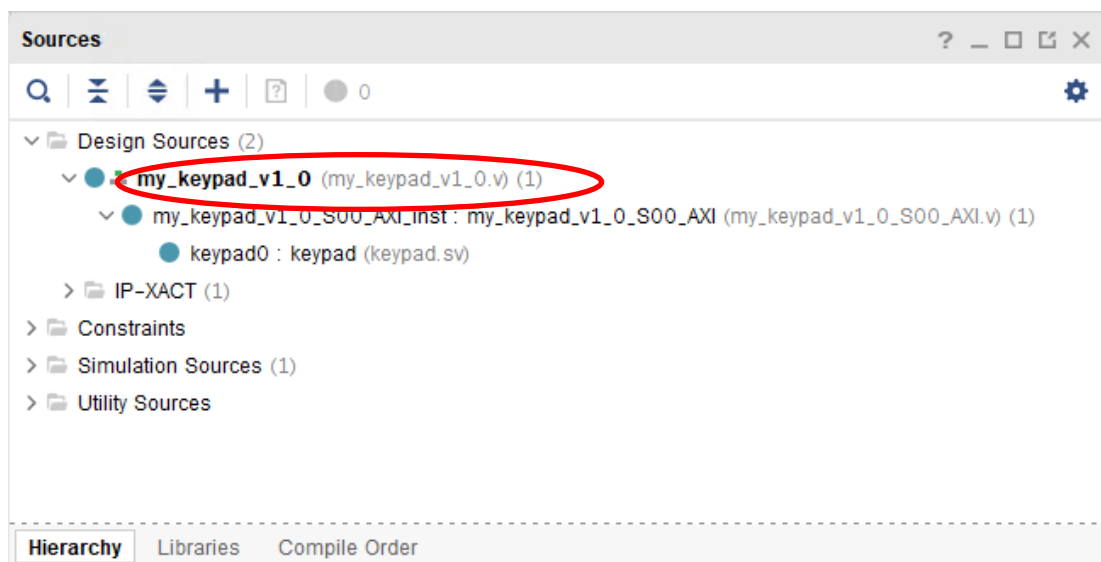 Sources
0
Design Sources (2)
my_keypad_v1_0 (my_keypad_v1_0.v) (1)
my_keypad_v1_0_S00_AXI_inst : my_keypad_v1_0_S00_AXI (my_keypad_v1_0_S00_AXI.v) (1)
keypad0 : keypad (keypad.sv)
IP-XACT (1)
Constraints
Simulation Sources (1)
Utility Sources
Hierarchy Libraries Compile Order